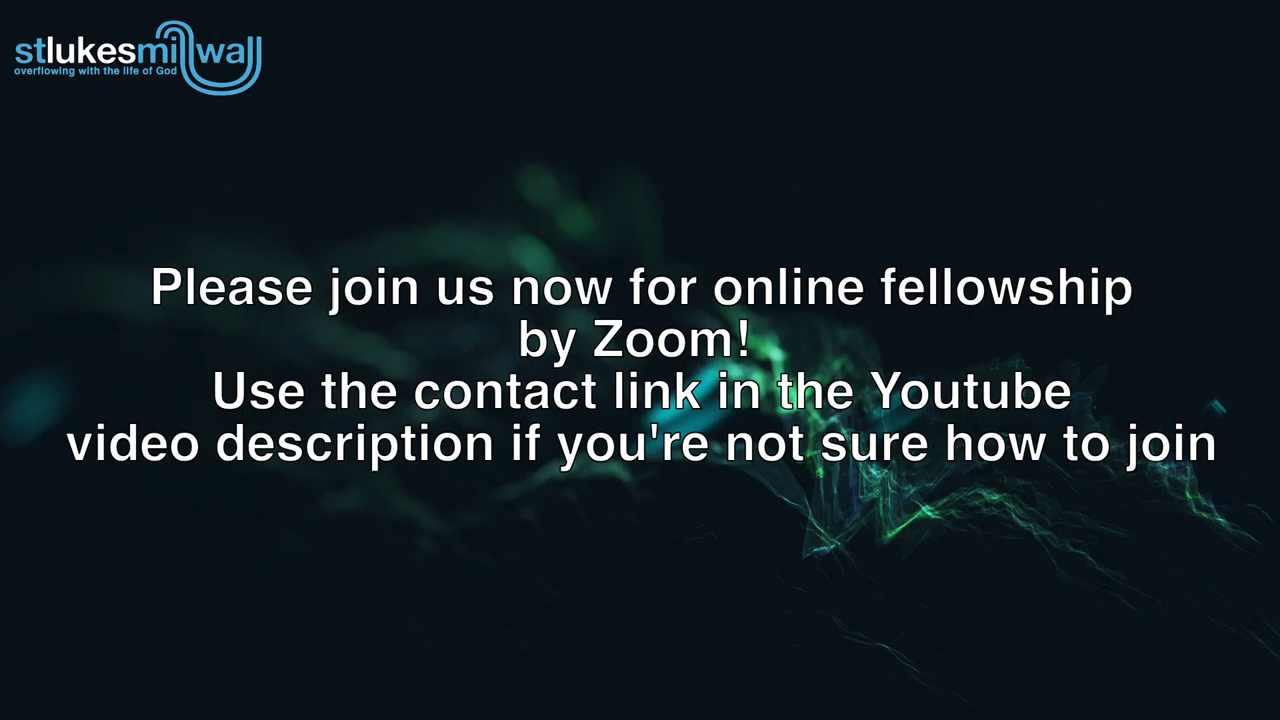 stlukesmillwall
overflowing with the life of God
Please join us now for online fellowship
by Zoom!
Use the contact link in the Youtube
video description if you're not sure how to join